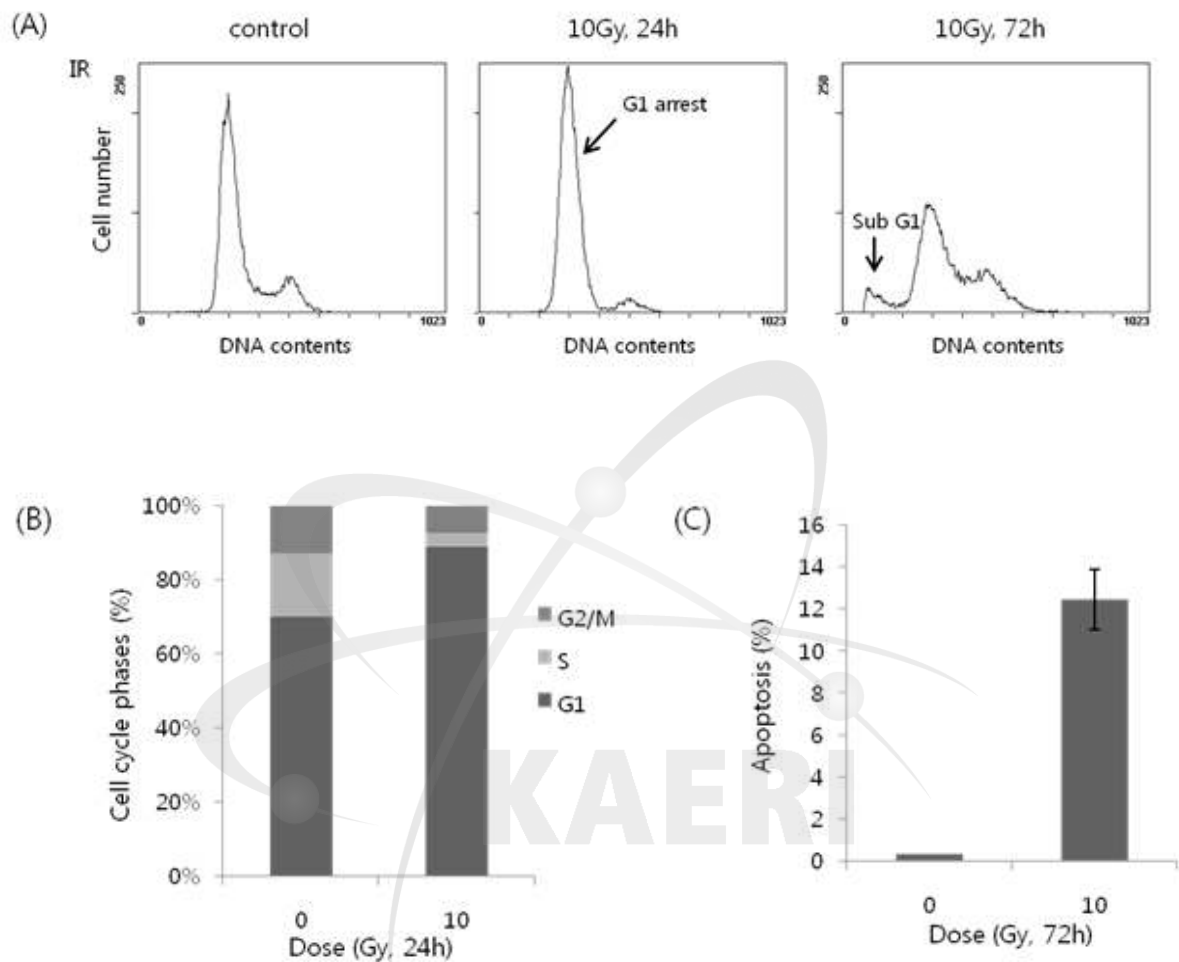 (A)
control
10Gy, 24h
10Gy, 72h
IR
250
Cell number
0
1023
DNA contents
G1 arrest
0
1023
DNA contents
250
Sub G1
0
1023
DNA contents
(B)
100%
80%
60%
40%
20%
0%
Cell cycle phases (%)
0
10
Dose (Gy, 24h)
G2/M
S
G1
(C)
16
14
12
10
8
6
4
2
0
Apoptosis (%)
0
10
Dose (Gy, 72h)
KAERI